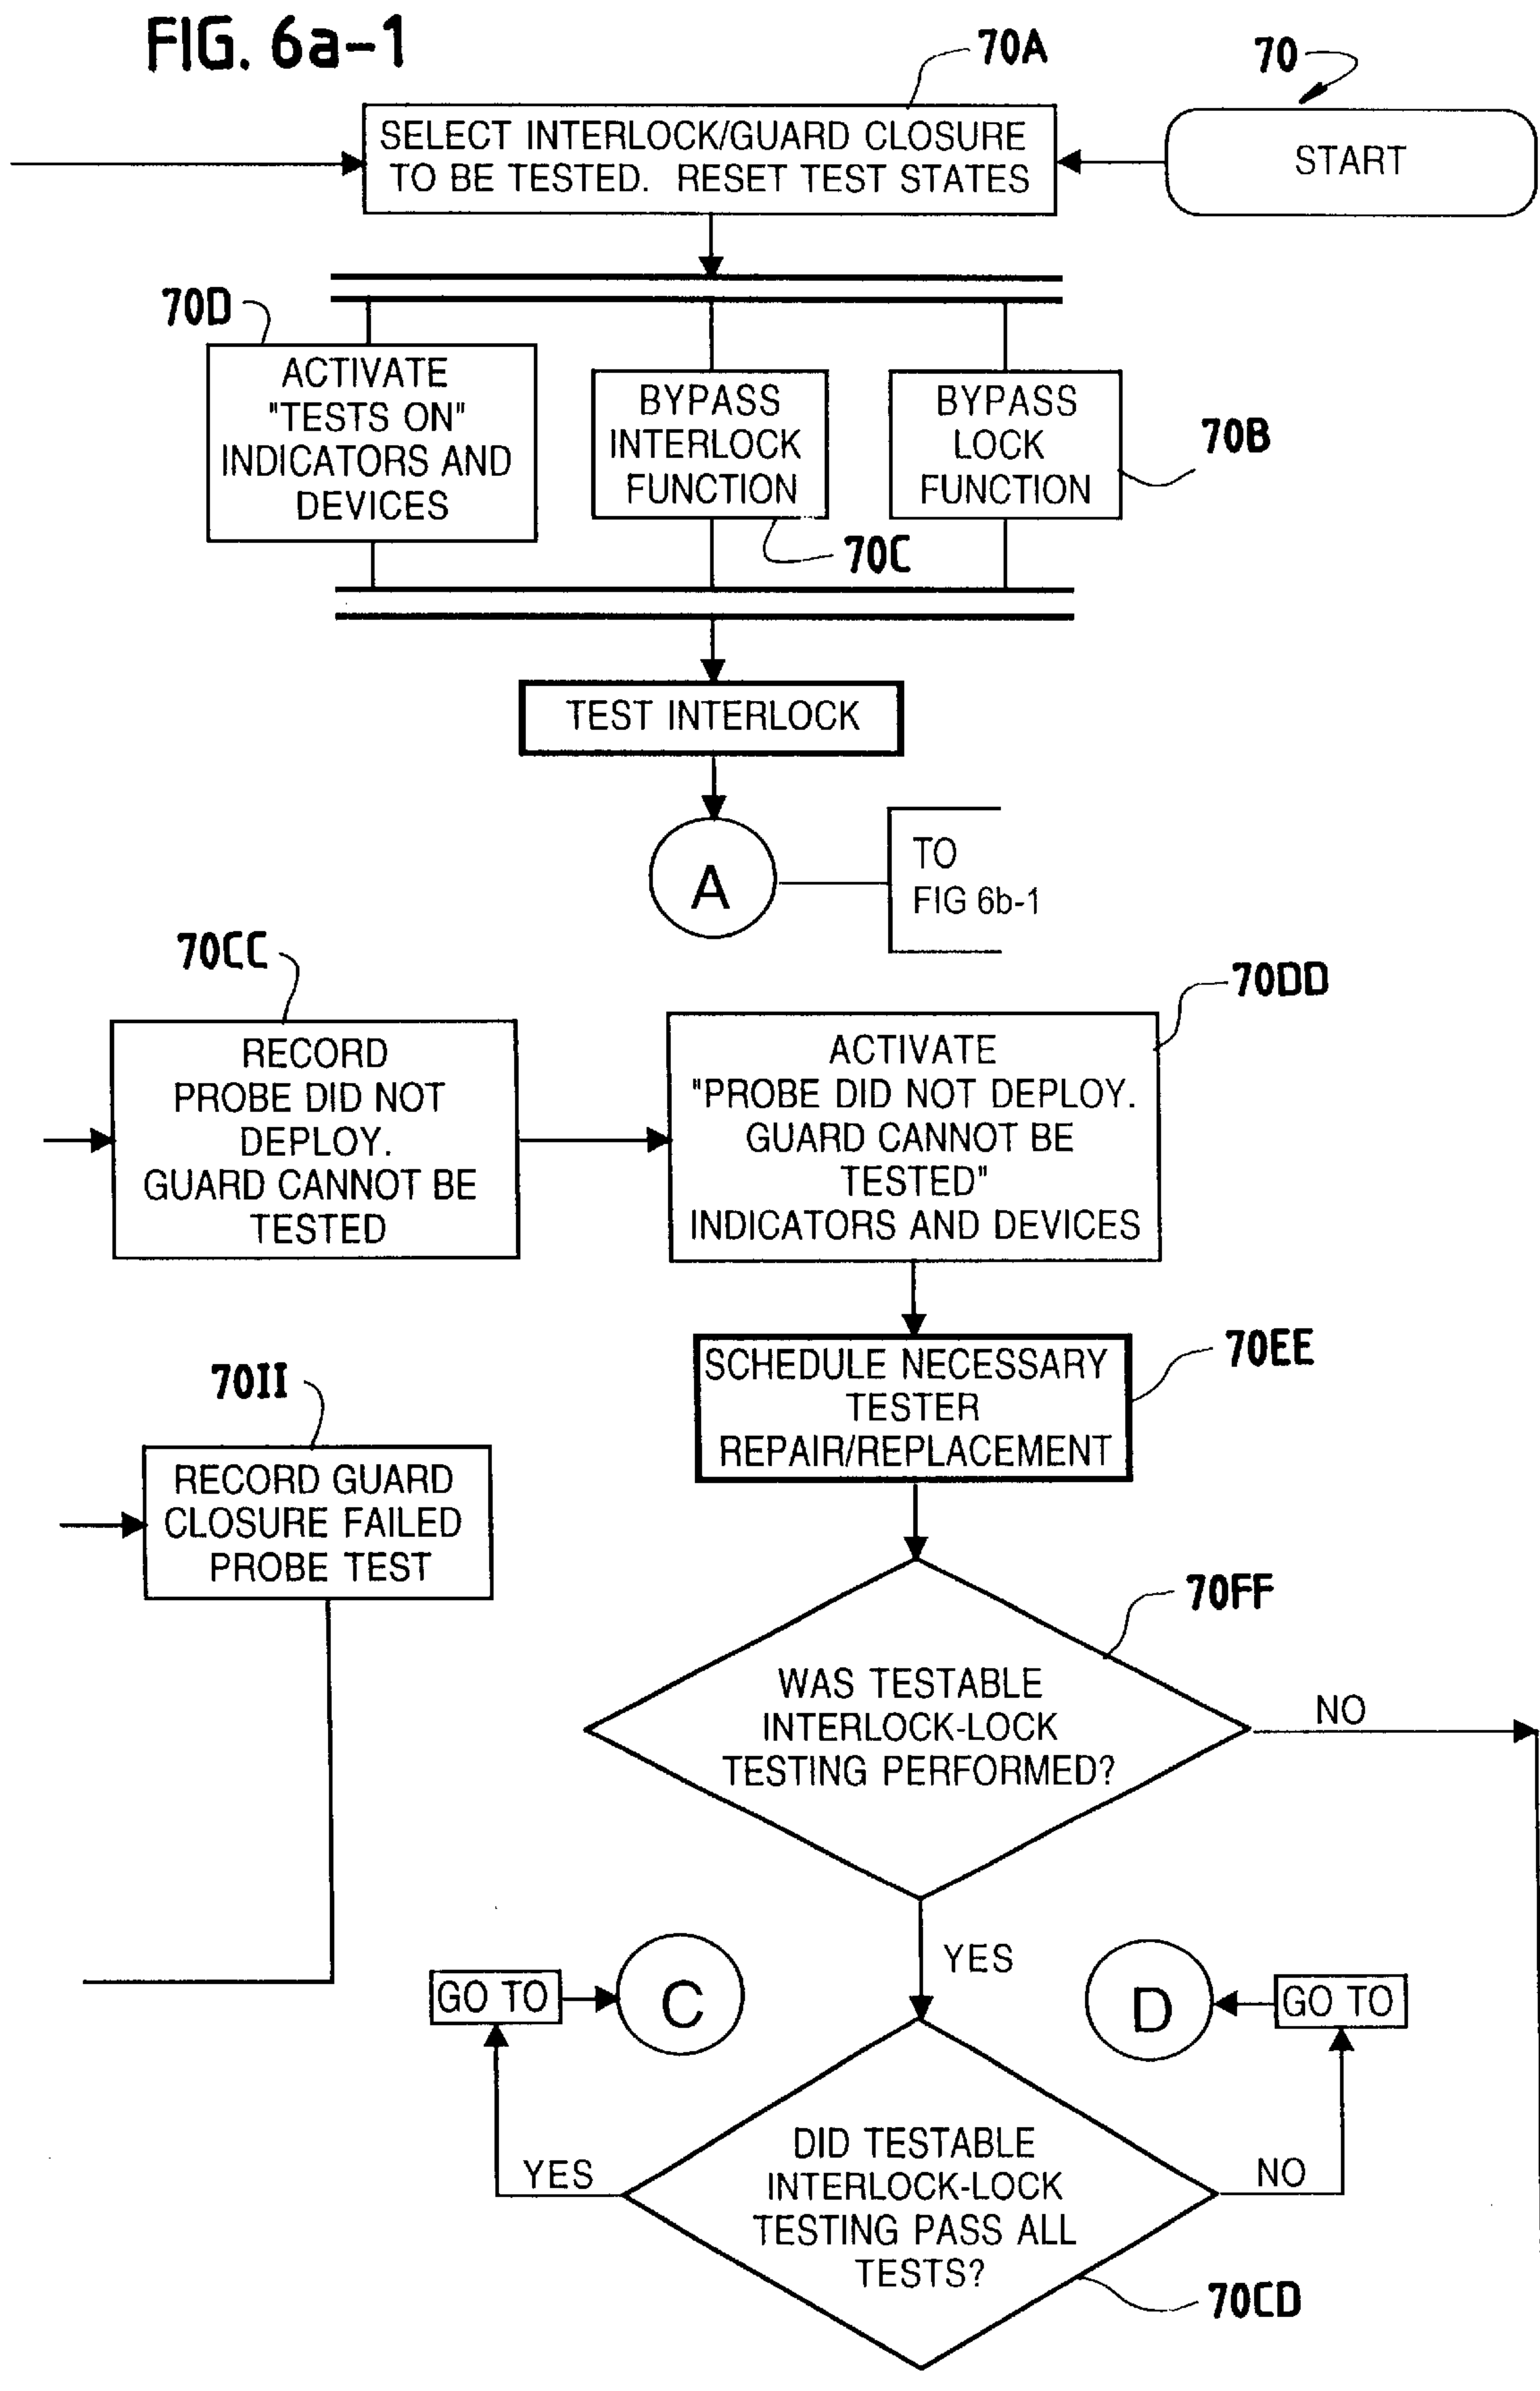 FIG. 6a-1
70A
70
SELECT INTERLOCK/GUARD CLOSURE
TO BE TESTED. RESET TEST STATES
START
70D
ACTIVATE
"TESTS ON"
INDICATORS AND
DEVICES
BYPASS
INTERLOCK
FUNCTION
70C
BYPASS
LOCK
FUNCTION
70B
TEST INTERLOCK
A
TO
FIG 6b-1
70CC
RECORD
PROBE DID NOT
DEPLOY.
GUARD CANNOT BE
TESTED
70DD
ACTIVATE
"PROBE DID NOT DEPLOY.
GUARD CANNOT BE
TESTED"
INDICATORS AND DEVICES
70EE
SCHEDULE NECESSARY
TESTER
REPAIR/REPLACEMENT
70II
RECORD GUARD
CLOSURE FAILED
PROBE TEST
70FF
WAS TESTABLE
INTERLOCK-LOCK
TESTING PERFORMED?
NO
YES
GO TO
C
D
GO TO
YES
DID TESTABLE
INTERLOCK-LOCK
TESTING PASS ALL
TESTS?
NO
70CD